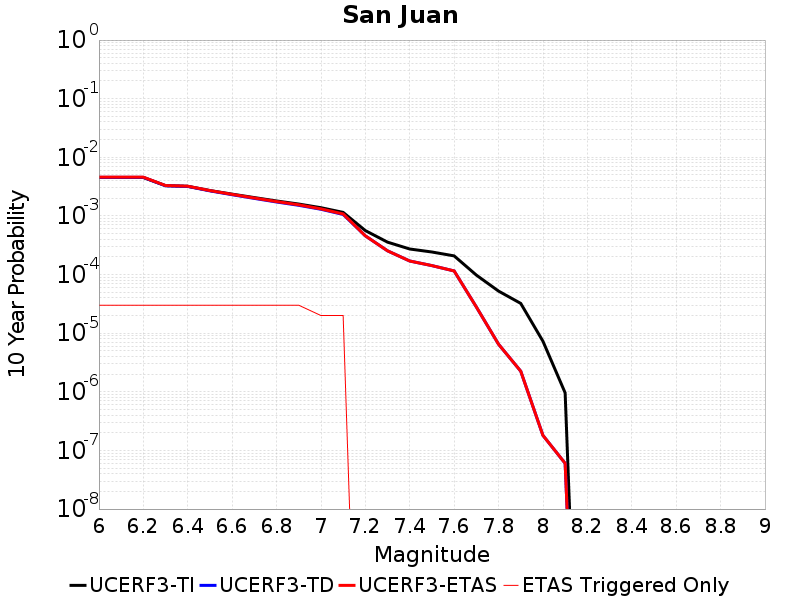 San Juan
10 Year Probability
10^0
10^-1
10^-2
10^-3
10^-4
10^-5
10^-6
10^-7
10^-8
6 6.2 6.4 6.6 6.8 7 7.2 7.4 7.6 7.8 8 8.2 8.4 8.6 8.8 9
Magnitude
UCERF3-TI UCERF3-TD UCERF3-ETAS ETAS Triggered Only